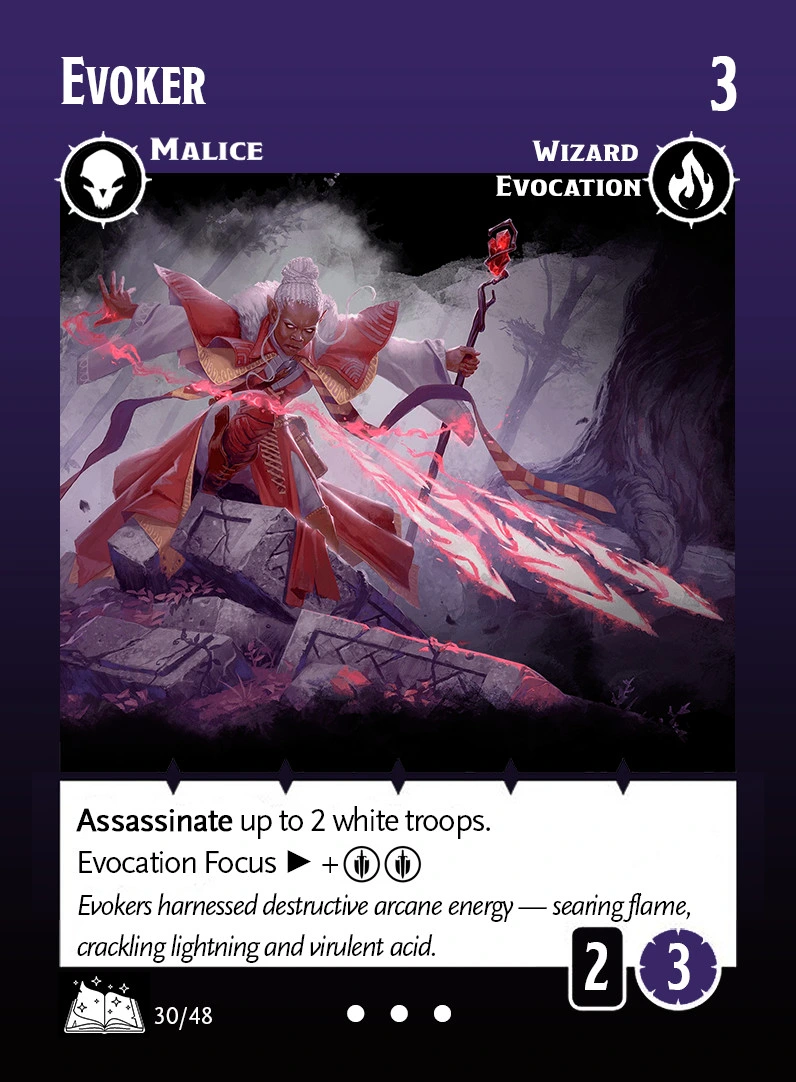 EVOKER 3
MALICE
WIZARD
EVOCATION
Assassinate up to 2 white troops.
Evocation Focus ► +
Evokers harnessed destructive arcane energy — searing flame,
crackling lightning and virulent acid.
2 3
30/48